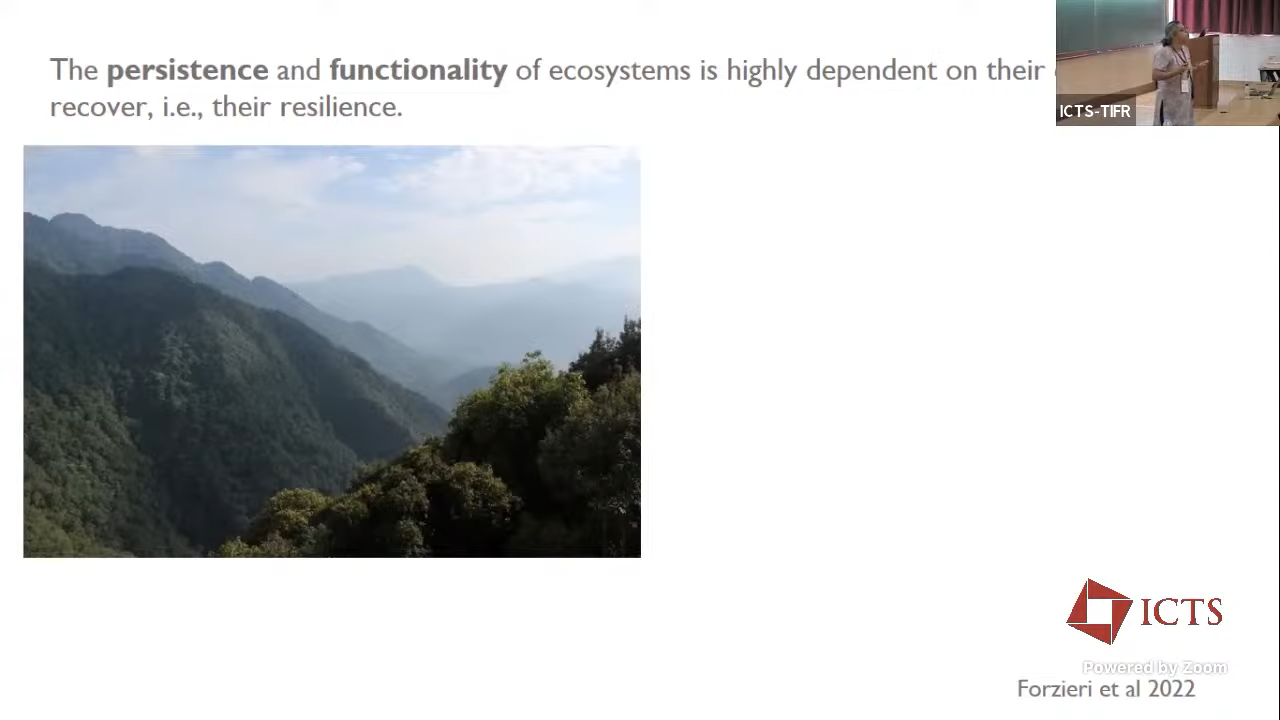 The persistence and functionality of ecosystems is highly dependent on their
recover, i.e., their resilience.
ICTS-TIFR
ICTS
Powered by Zoom
Forzieri et al 2022